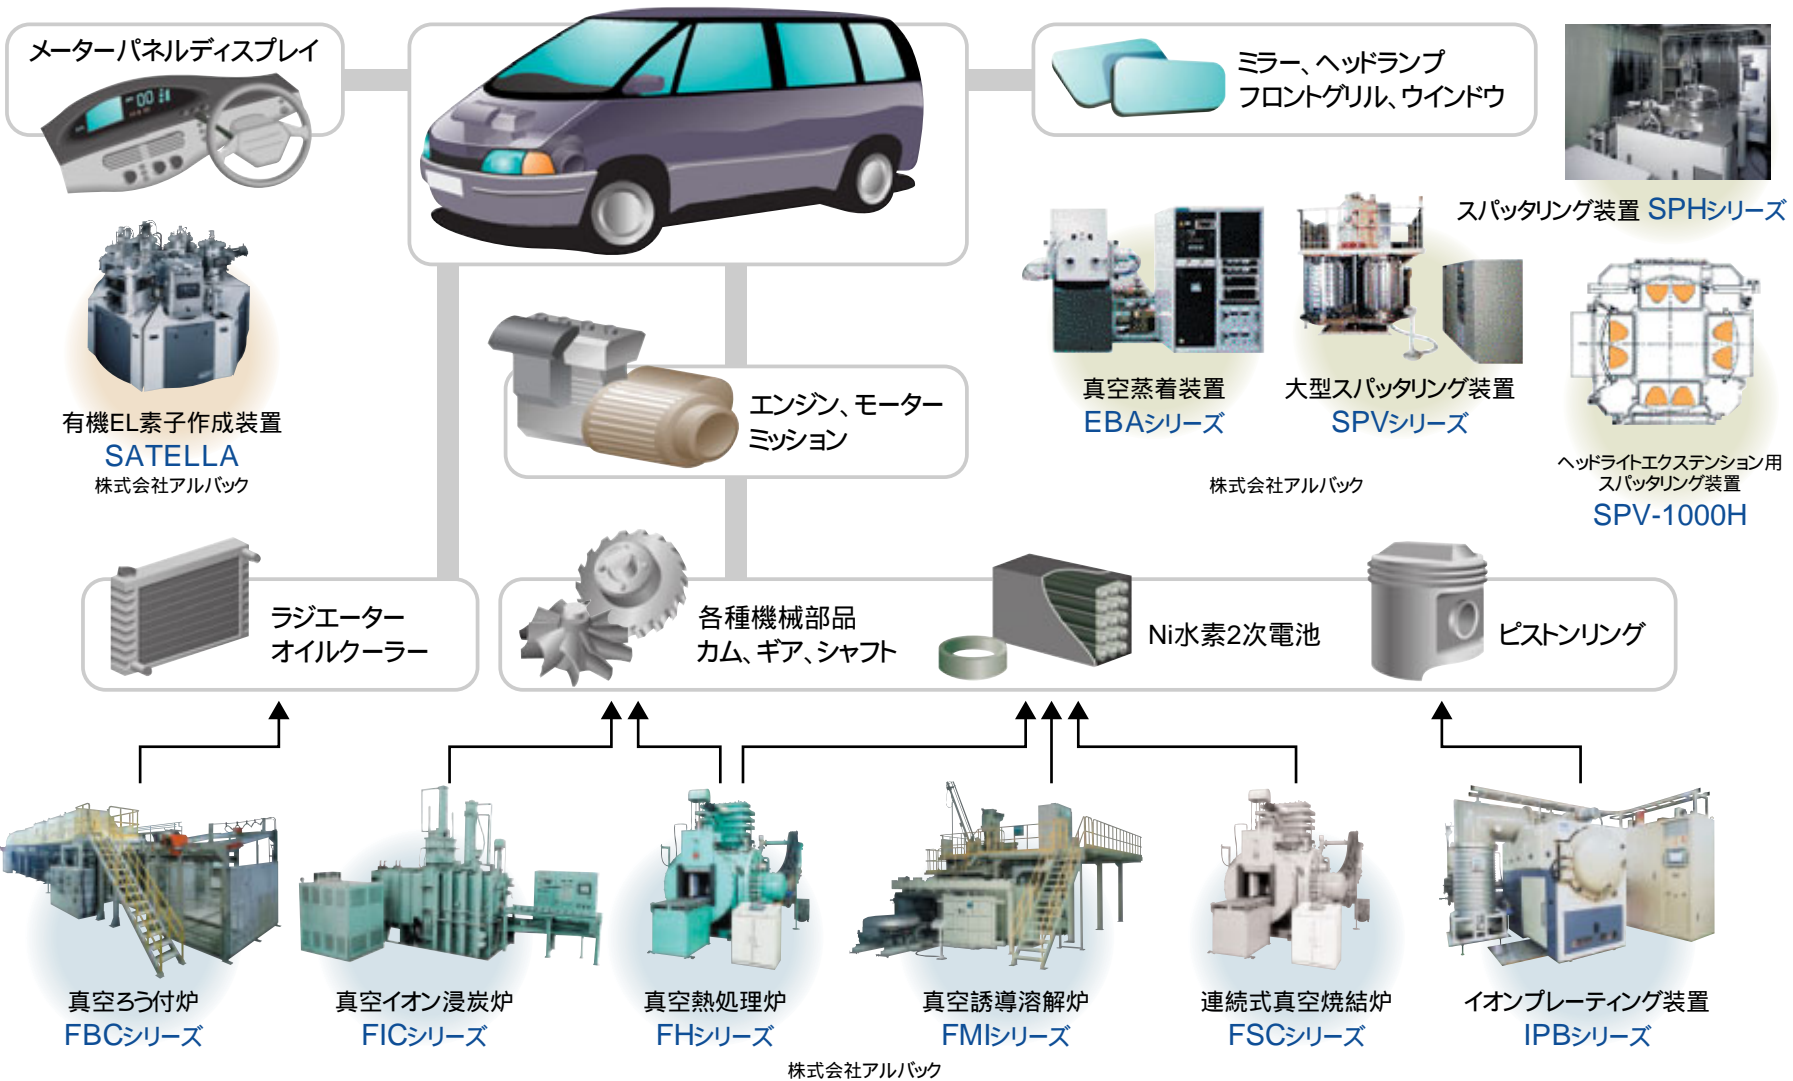 メーターパネルディスプレイ
ミラー、ヘッドランプ
フロントグリル、ウインドウ
スパッタリング装置 SPHシリーズ
有機EL素子作成装置
SATELLA
株式会社アルバック
エンジン、モーター
ミッション
真空蒸着装置
EBAシリーズ
大型スパッタリング装置
SPVシリーズ
株式会社アルバック
ヘッドライトエクステンション用
スパッタリング装置
SPV-1000H
ラジエーター
オイルクーラー
各種機械部品
カム、ギア、シャフト
Ni水素2次電池
ピストンリング
真空ろう付炉
FBCシリーズ
真空イオン浸炭炉
FICシリーズ
真空熱処理炉
FHシリーズ
真空誘導溶解炉
FMIシリーズ
連続式真空焼結炉
FSCシリーズ
イオンプレーティング装置
IPBシリーズ
株式会社アルバック